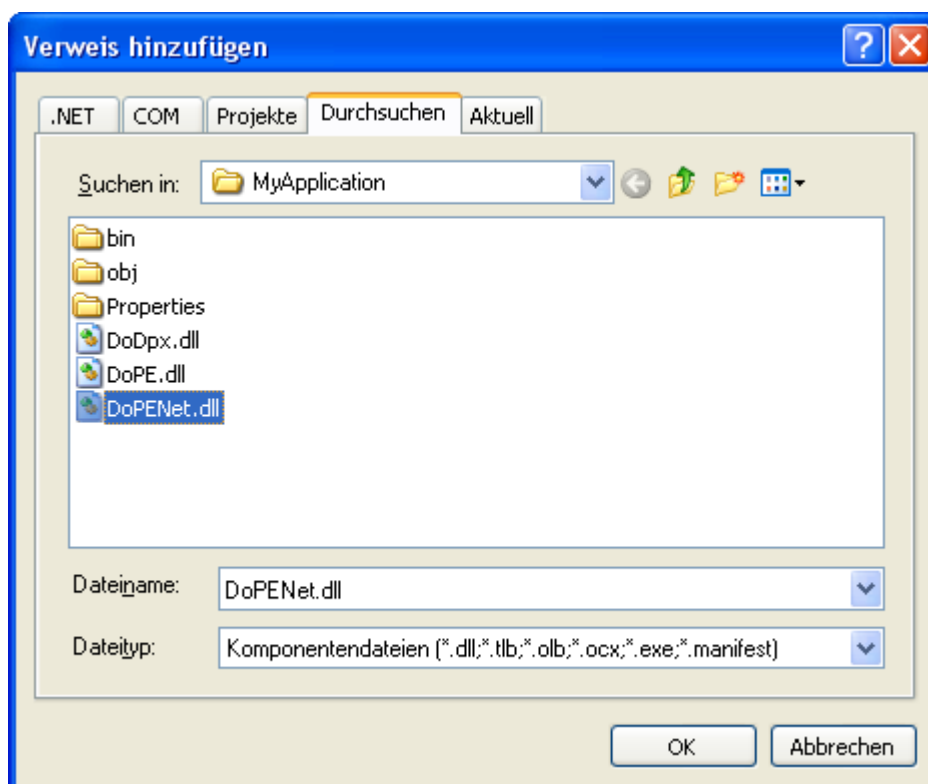 Verweis hinzufügen
.NET COM Projekte Durchsuchen Aktuell
Suchen in: MyApplication
bin
obj
Properties
DoDpx.dll
DoPE.dll
DoPENet.dll
Dateiname: DoPENet.dll
Dateityp: Komponentendateien (*.dll;*.tlb;*.olb;*.ocx;*.exe;*.manifest)
OK Abbrechen